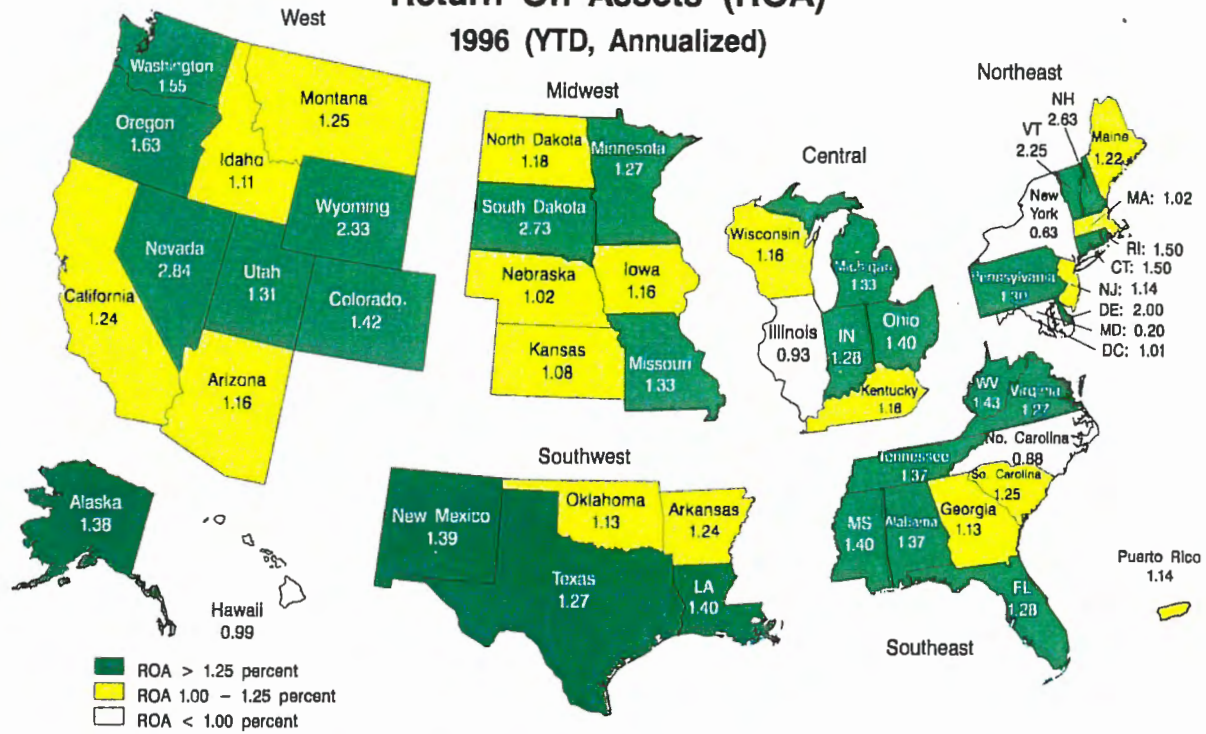 Return On Assets (ROA)
1996 (YTD, Annualized)
West
Washington
1.55
Oregon
1.63
Montana
1.25
Idaho
1.11
Wyoming
2.33
Nevada
2.84
Utah
1.31
Colorado
1.42
California
1.24
Arizona
1.16
Alaska
1.38
Hawaii
0.99
Midwest
North Dakota
1.18
Minnesota
1.27
South Dakota
2.73
Nebraska
1.02
Iowa
1.16
Kansas
1.08
Missouri
1.33
Central
Wisconsin
1.16
Michigan
1.33
Illinois
0.93
IN
1.28
Ohio
1.40
Kentucky
1.18
Northeast
NH
2.63
VT
2.25
Maine
1.22
New
York
0.63
MA: 1.02
RI: 1.50
CT: 1.50
Pennsylvania
1.30
NJ: 1.14
DE: 2.00
MD: 0.20
DC: 1.01
Southwest
New Mexico
1.39
Oklahoma
1.13
Arkansas
1.24
Texas
1.27
LA
1.40
WV
1.43
Virginia
1.27
No. Carolina
0.88
Tennessee
1.37
So. Carolina
1.25
MS
1.40
Alabama
1.37
Georgia
1.13
FL
1.28
Southeast
Puerto Rico
1.14
ROA > 1.25 percent
ROA 1.00 - 1.25 percent
ROA < 1.00 percent